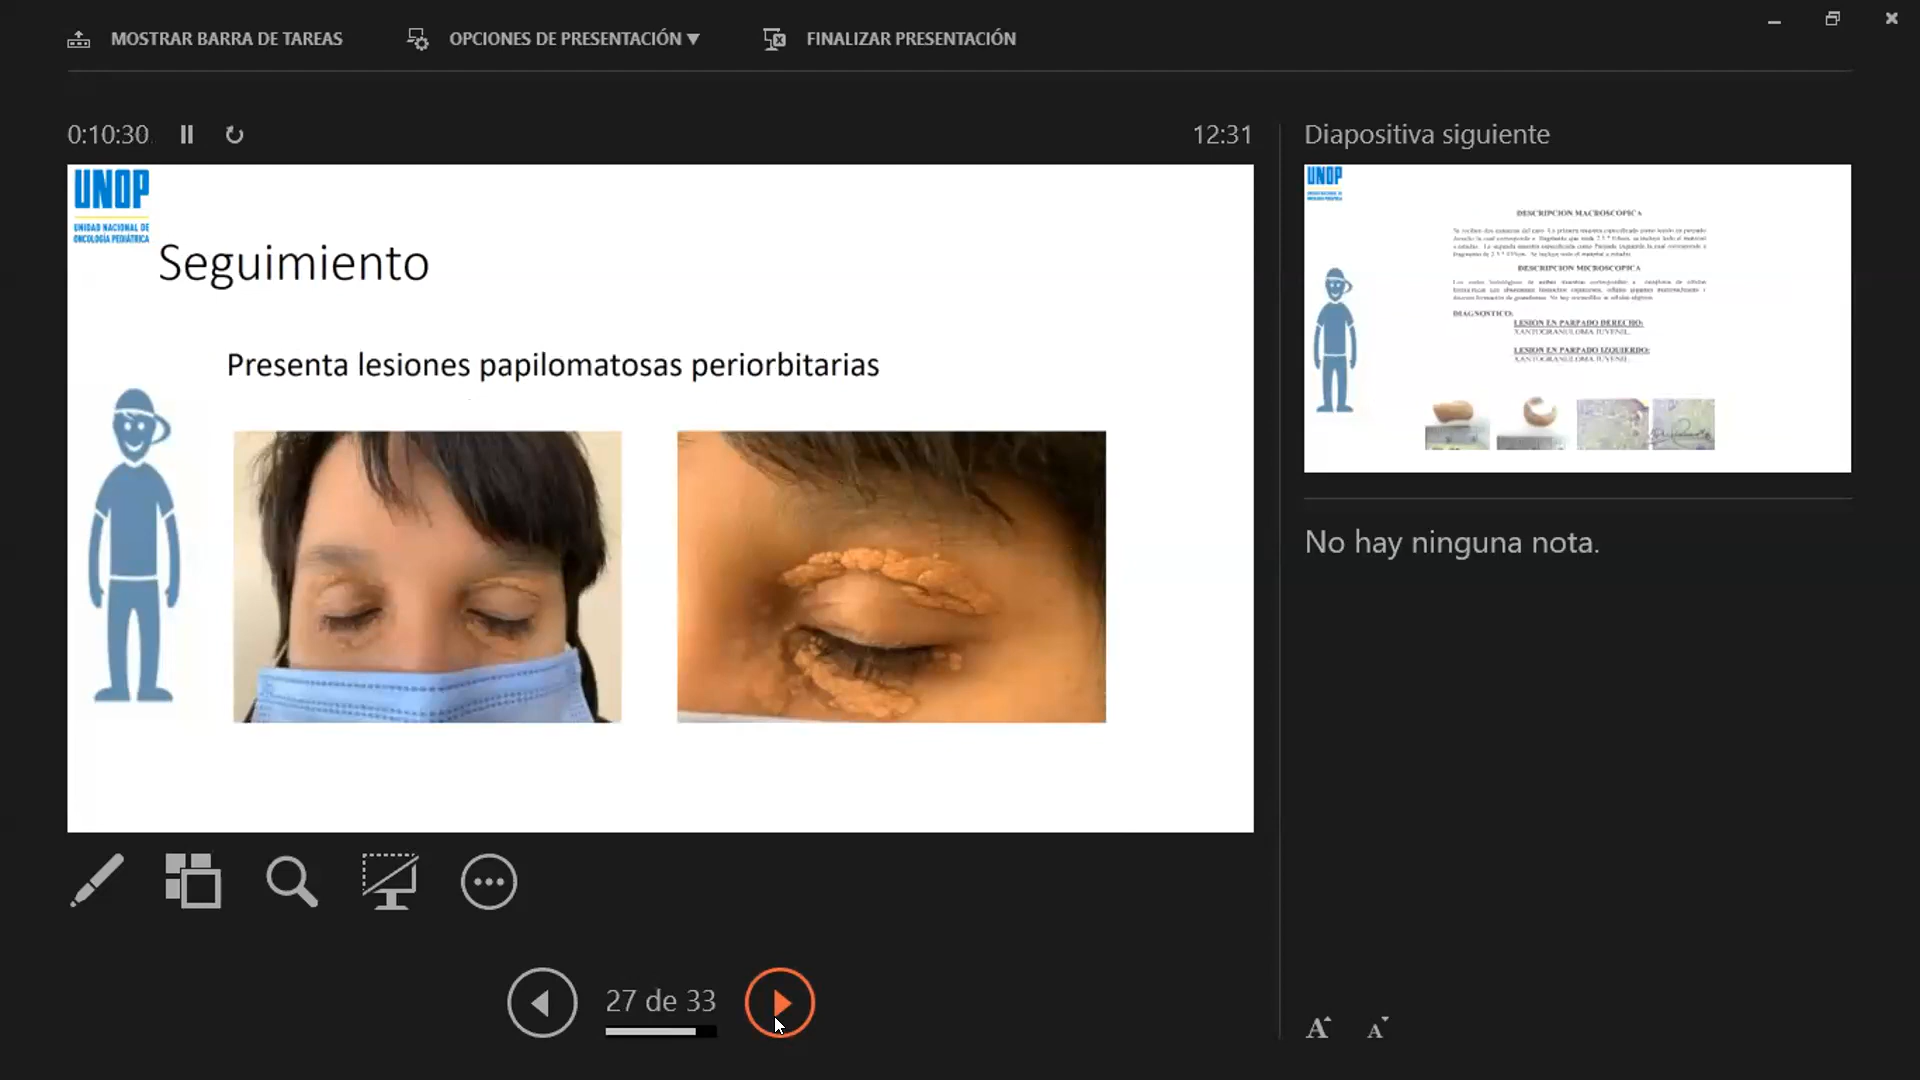 MOSTRAR BARRA DE TAREAS
OPCIONES DE PRESENTACIÓN
FINALIZAR PRESENTACIÓN
0:10:30
12:31
UNOP
UNIDAD NACIONAL DE
ONCOLOGÍA PEDIÁTRICA
Seguimiento
Presenta lesiones papilomatosas periorbitarias
27 de 33
Diapositiva siguiente
UNOP
DESCRIPCION MACROSCOPICA
DESCRIPCION MICROSCOPICA
DIAGNOSTICO:
LESION EN PARPADO DERECHO:
XANTOGRANULOMA JUVENIL
LESION EN PARPADO IZQUIERDO:
XANTOGRANULOMA JUVENIL
No hay ninguna nota.
A A